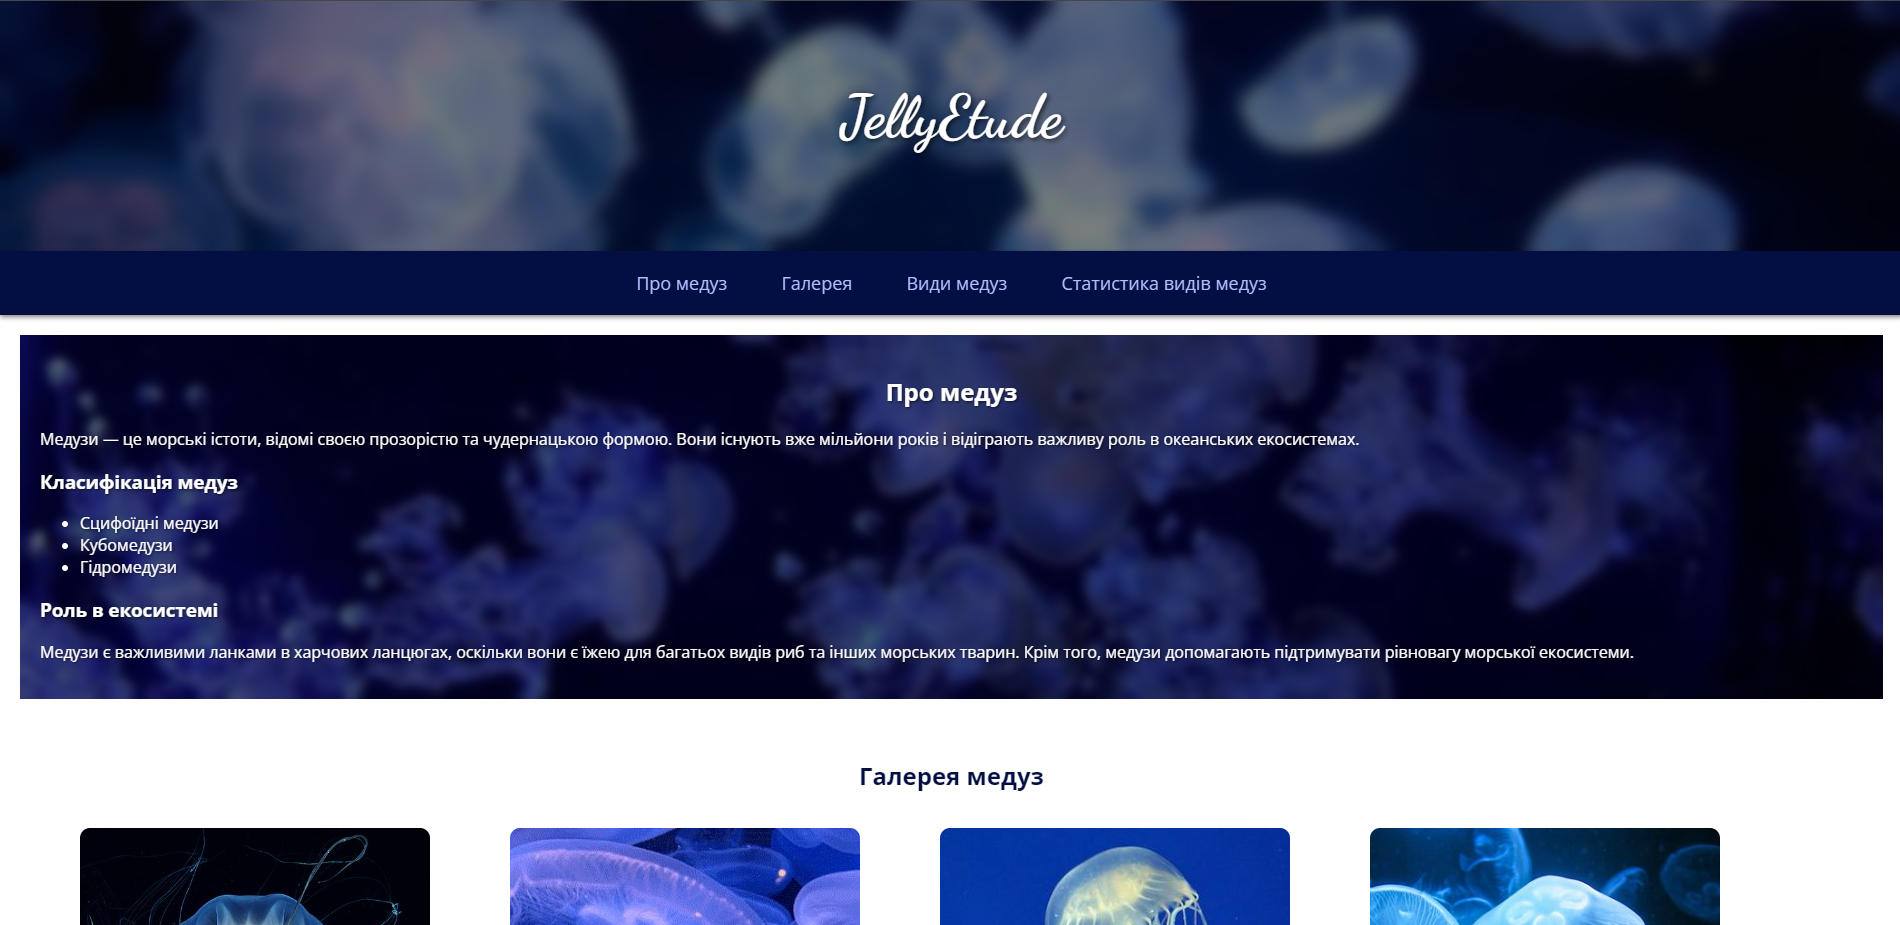 JellyEtude
Про медуз
Галерея
Види медуз
Статистика видів медуз
Про медуз
Медузи — це морські істоти, відомі своєю прозорістю та чудернацькою формою. Вони існують вже мільйони років і відіграють важливу роль в океанських екосистемах.
Класифікація медуз
• Сцифоїдні медузи
• Кубомедузи
• Гідромедузи
Роль в екосистемі
Медузи є важливими ланками в харчових ланцюгах, оскільки вони є їжею для багатьох видів риб та інших морських тварин. Крім того, медузи допомагають підтримувати рівновагу морської екосистеми.
Галерея медуз